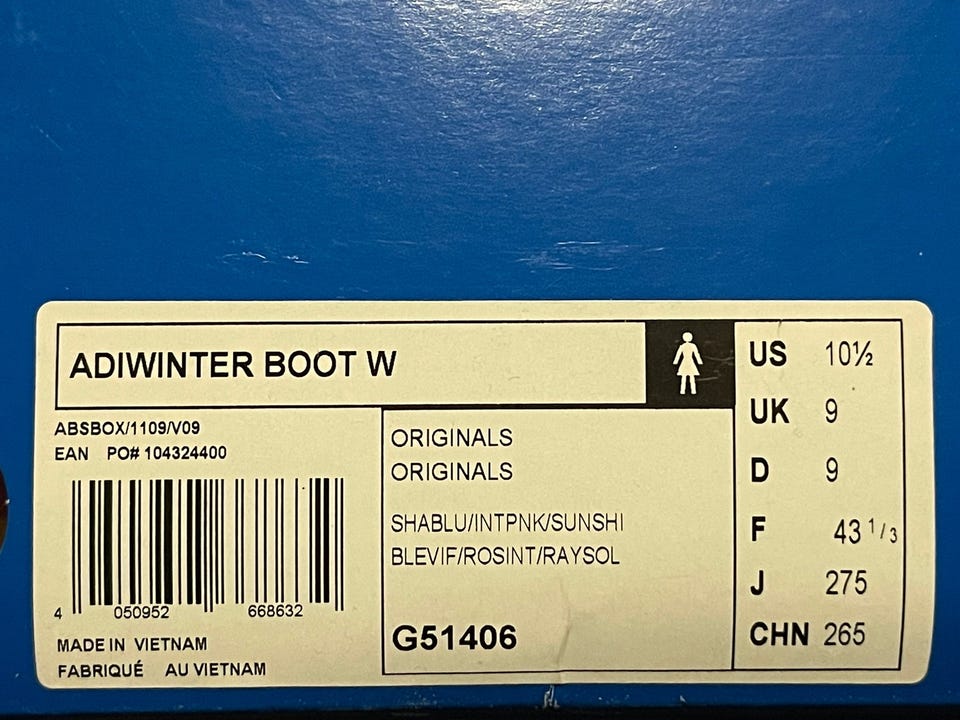 ADIWINTER BOOT W
ABSBOX/1109/V09
EAN PO# 104324400
4 050952 668632
MADE IN VIETNAM
FABRIQUÉ AU VIETNAM
ORIGINALS
ORIGINALS
SHABLU/INTPNK/SUNSHI
BLEVIF/ROSINT/RAYSOL
G51406
US 10½
UK 9
D 9
F 43 1/3
J 275
CHN 265